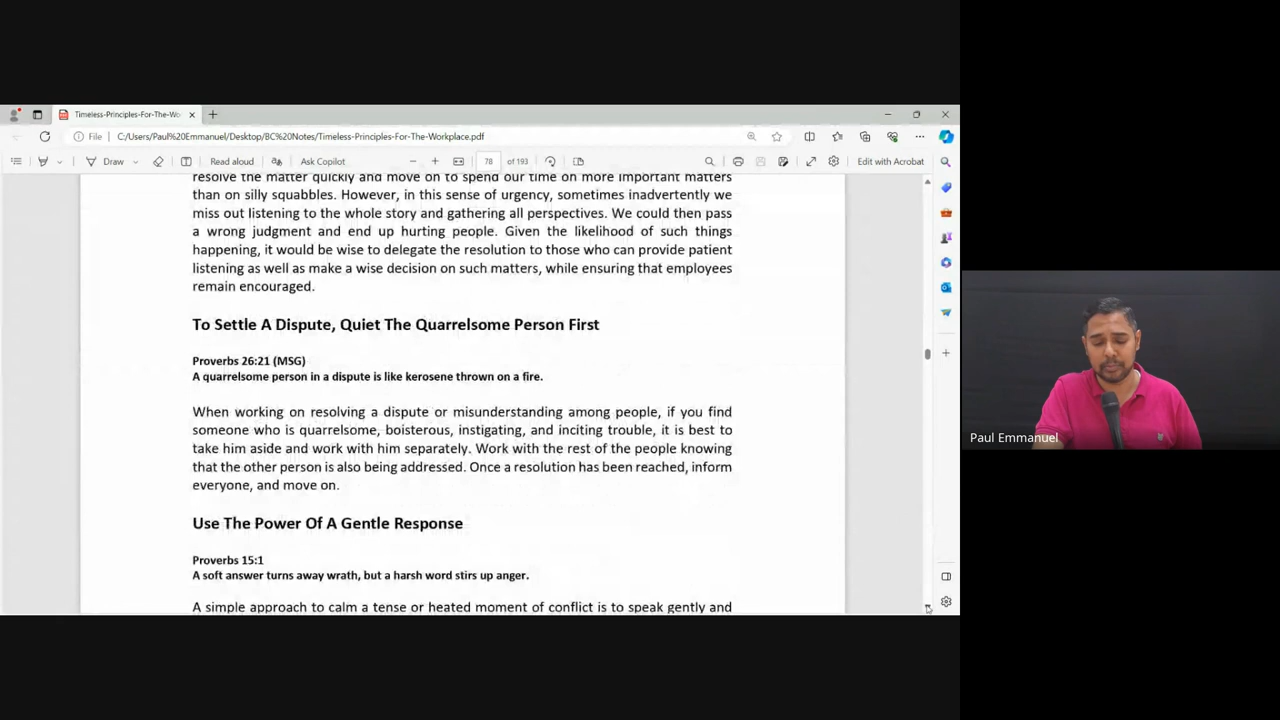 Timeless-Principles-For-The-Wo
File
C:/Users/Paul%20Emmanuel/Desktop/BC%20Notes/Timeless-Principles-For-The-Workplace.pdf
Draw
Read aloud
Ask Copilot
78 of 193
Edit with Acrobat
resolve the matter quickly and move on to spend our time on more important matters
than on silly squabbles. However, in this sense of urgency, sometimes inadvertently we
miss out listening to the whole story and gathering all perspectives. We could then pass
a wrong judgment and end up hurting people. Given the likelihood of such things
happening, it would be wise to delegate the resolution to those who can provide patient
listening as well as make a wise decision on such matters, while ensuring that employees
remain encouraged.
To Settle A Dispute, Quiet The Quarrelsome Person First
Proverbs 26:21 (MSG)
A quarrelsome person in a dispute is like kerosene thrown on a fire.
When working on resolving a dispute or misunderstanding among people, if you find
someone who is quarrelsome, boisterous, instigating, and inciting trouble, it is best to
take him aside and work with him separately. Work with the rest of the people knowing
that the other person is also being addressed. Once a resolution has been reached, inform
everyone, and move on.
Use The Power Of A Gentle Response
Proverbs 15:1
A soft answer turns away wrath, but a harsh word stirs up anger.
A simple approach to calm a tense or heated moment of conflict is to speak gently and
Paul Emmanuel